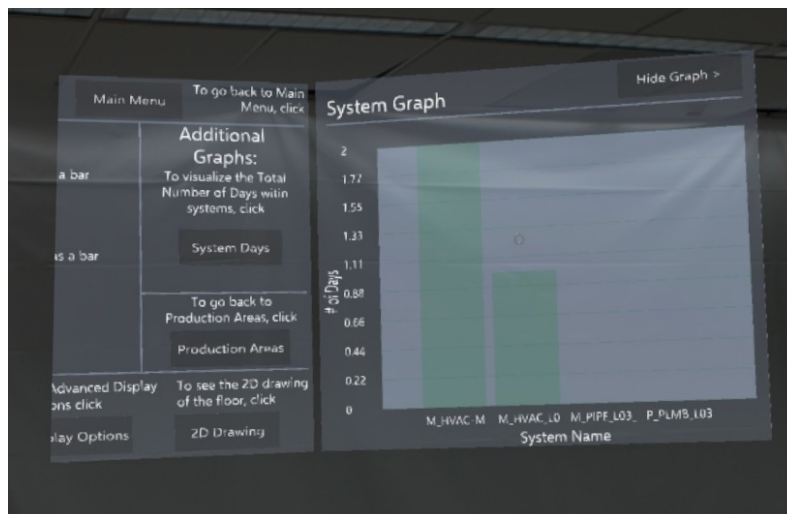 Main Menu
To go back to Main
Menu, click
Additional
Graphs:
a bar
To visualize the Total
Number of Days witin
systems, click
as a bar
System Days
To go back to
Production Areas, click
Production Areas
Advanced Display
ons click
To see the 2D drawing
of the floor, click
lay Options
2D Drawing
System Graph
Hide Graph >
2
1.77
1.55
1.33
1.11
0.88
0.66
0.44
0.22
0
# of Days
M_HVAC-M
M_HVAC_L0
M_PIPE_L03_
P_PLMB_L03
System Name